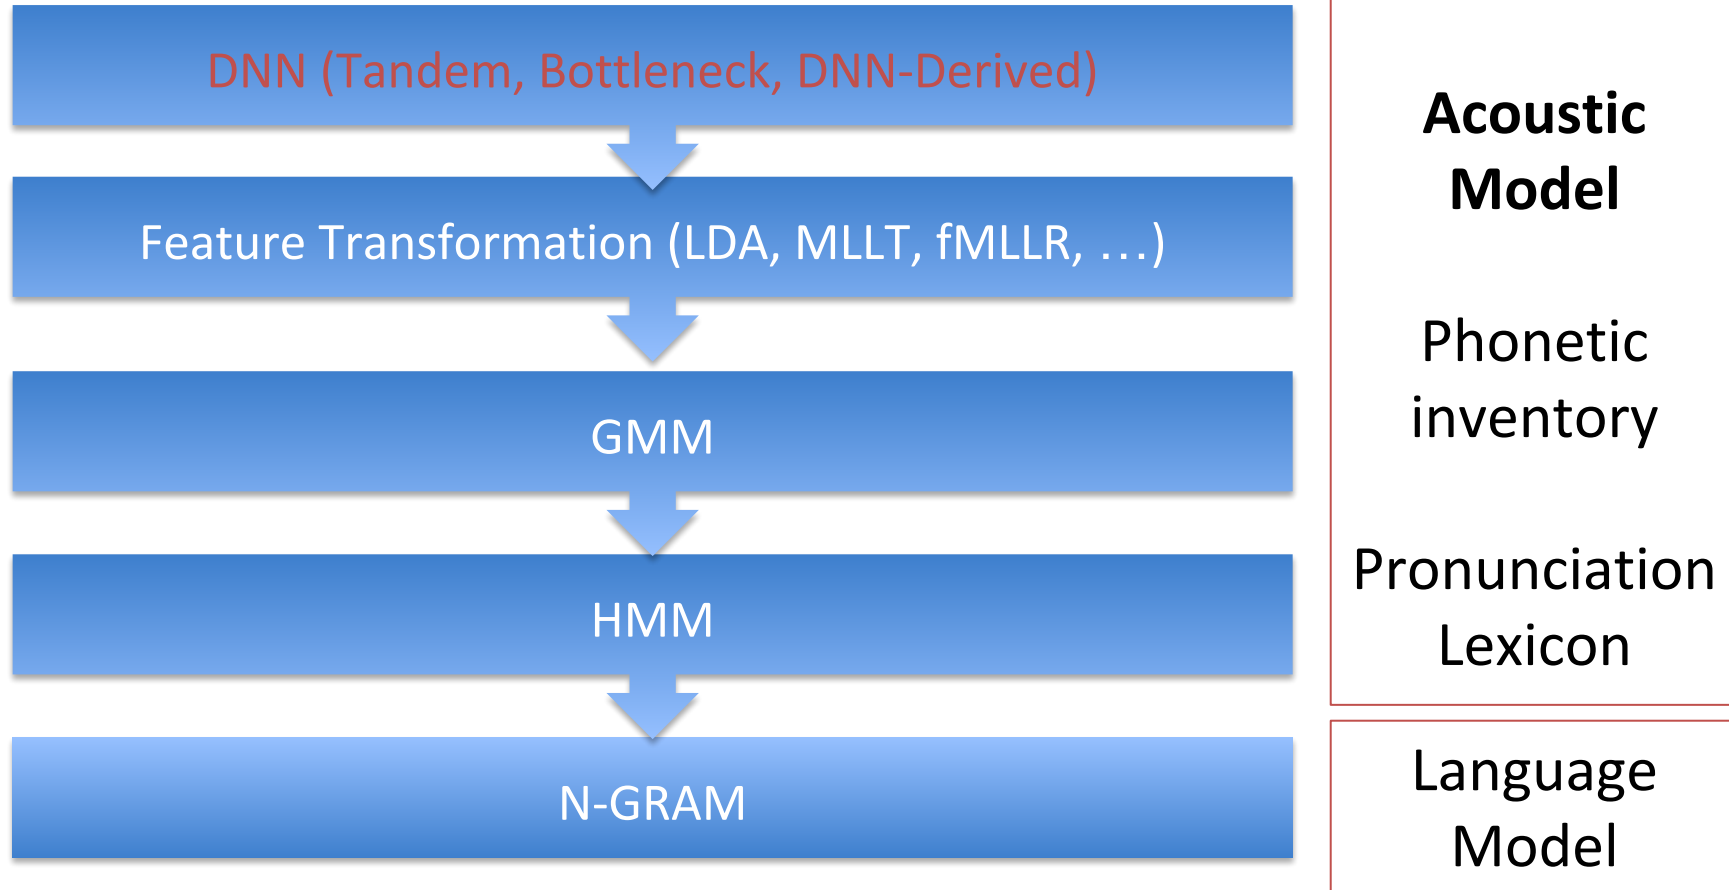 DNN (Tandem, Bottleneck, DNN-Derived)
Feature Transformation (LDA, MLLT, fMLLR, …)
GMM
HMM
N-GRAM
Acoustic
Model
Phonetic
inventory
Pronunciation
Lexicon
Language
Model